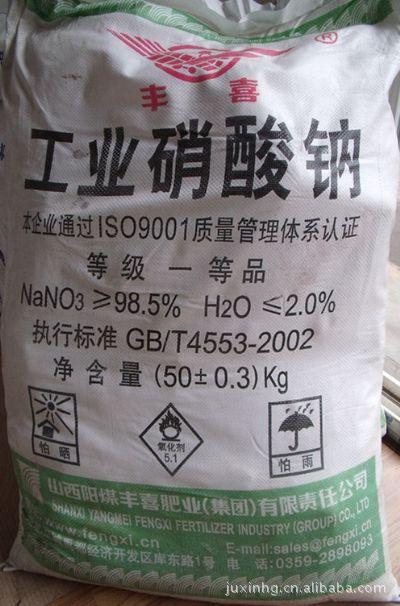 ®
丰喜
工业硝酸钠
本企业通过ISO9001质量管理体系认证
等级 一等品
NaNO3 ≥98.5% H2O ≤2.0%
执行标准 GB/T4553-2002
净含量 (50±0.3)Kg
怕晒
氧化剂
5.1
怕雨
山西阳煤丰喜肥业(集团)有限责任公司
SHANXI YANGMEI FENGXI FERTILIZER INDUSTRY (GROUP) CO., LTD
www.fengxi.cn E-mail:sales@fengxi.cn
经济开发区库东路1号 电话:0359-2898093
juxinhg.cn.alibaba.com